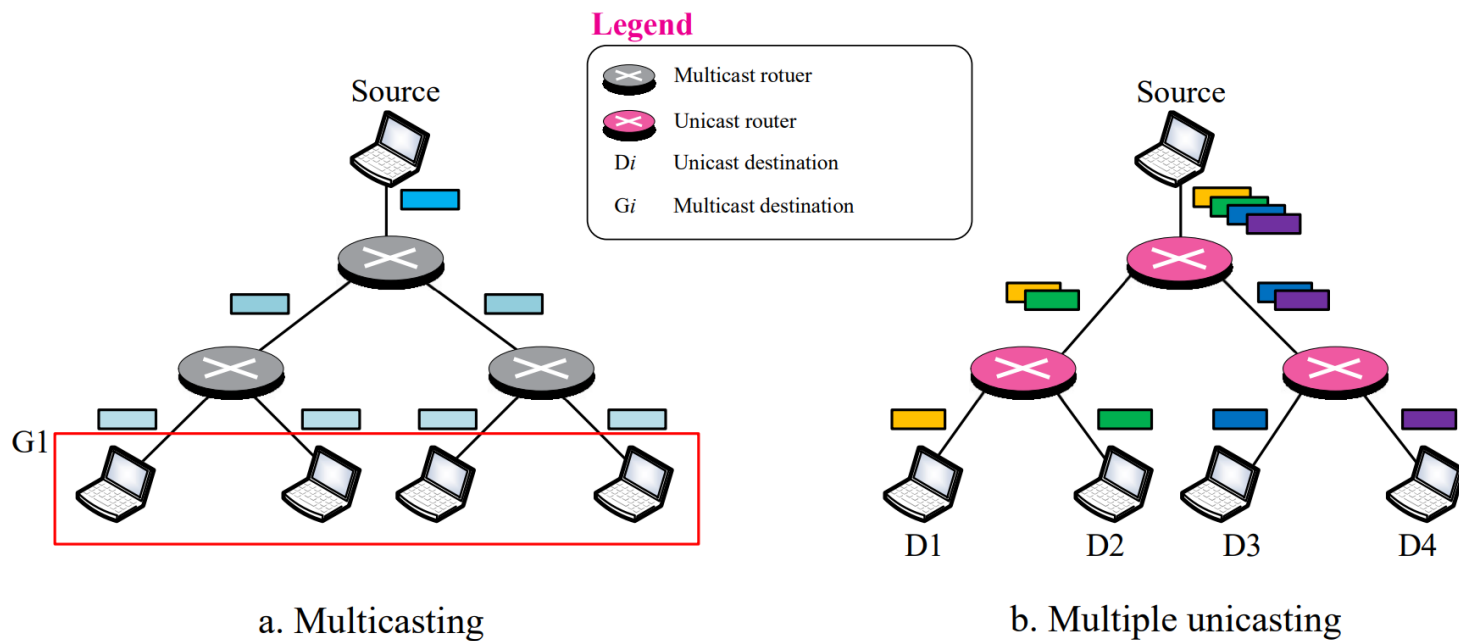 Legend
Multicast rotuer
Unicast router
Di Unicast destination
Gi Multicast destination
Source
G1
a. Multicasting
Source
D1 D2 D3 D4
b. Multiple unicasting